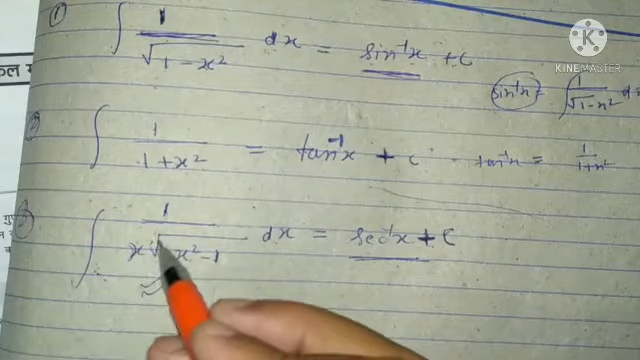 ① ∫ 1/√(1-x²) dx = sin⁻¹x + c
sin⁻¹x = ∫ 1/√(1-x²) d
② ∫ 1/(1+x²) = tan⁻¹x + c
tan⁻¹x = 1/(1+x²)
③ ∫ 1/(x√(x²-1)) dx = sec⁻¹x + C
KINEMASTER